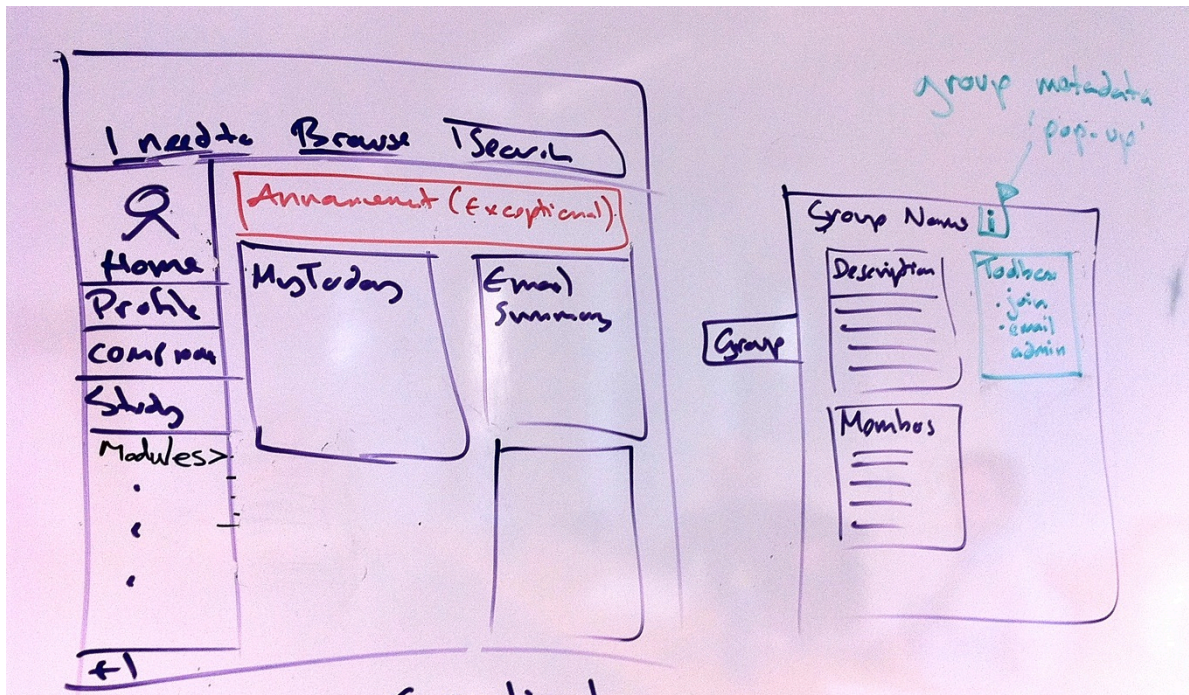 I need to Browse Search
Announcement (Exceptional)
Home
Profile
Study
Modules>
+1
MyToday
Email
Summary
group metadata
'pop-up'
Group Name i
Description
Toolbox
· join
· email
admin
Group
Members